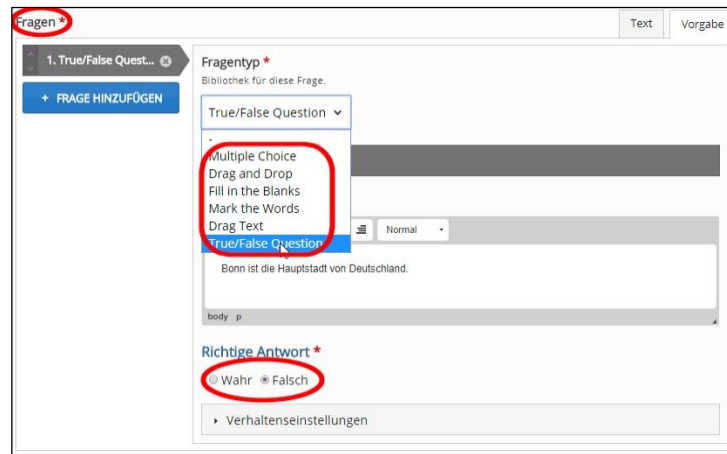 Fragen *
Text Vorgabe
1. True/False Quest...
+ FRAGE HINZUFÜGEN
Fragentyp *
Bibliothek für diese Frage.
True/False Question
-
Multiple Choice
Drag and Drop
Fill in the Blanks
Mark the Words
Drag Text
True/False Question
Normal
Bonn ist die Hauptstadt von Deutschland.
body p
Richtige Antwort *
Wahr Falsch
Verhaltenseinstellungen